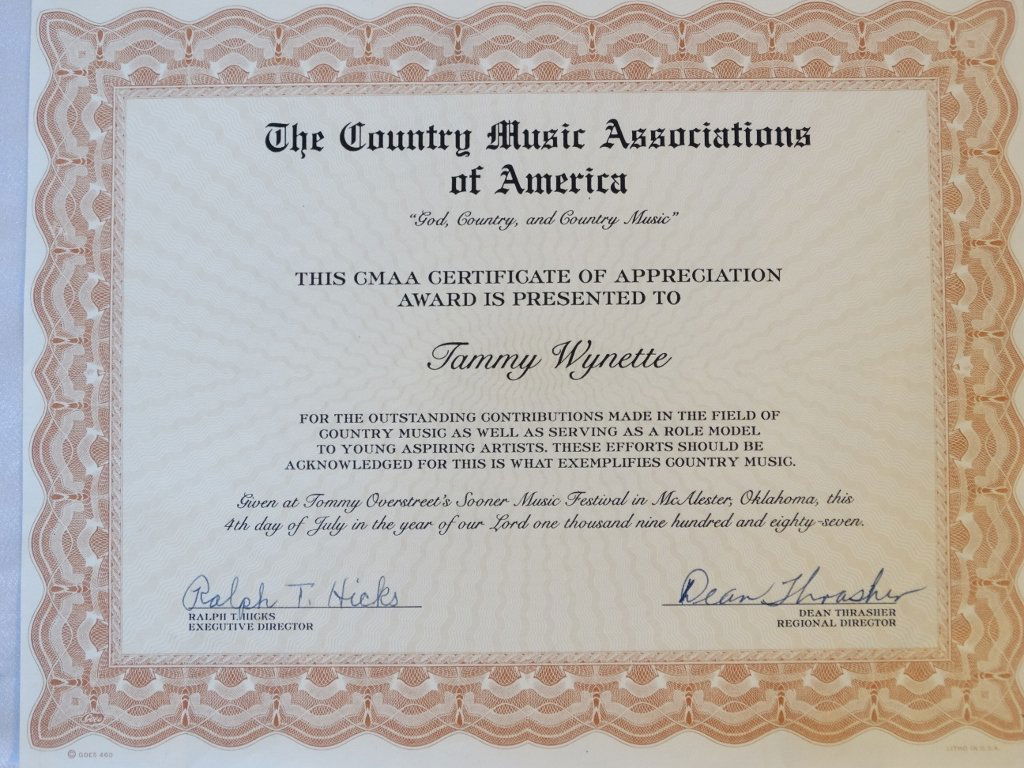 The Country Music Associations
of America
"God, Country, and Country Music"
THIS CMAA CERTIFICATE OF APPRECIATION
AWARD IS PRESENTED TO
Tammy Wynette
FOR THE OUTSTANDING CONTRIBUTIONS MADE IN THE FIELD OF
COUNTRY MUSIC AS WELL AS SERVING AS A ROLE MODEL
TO YOUNG ASPIRING ARTISTS. THESE EFFORTS SHOULD BE
ACKNOWLEDGED FOR THIS IS WHAT EXEMPLIFIES COUNTRY MUSIC.
Given at Tommy Overstreet's Sooner Music Festival in McAlester, Oklahoma, this
4th day of July in the year of our Lord one thousand nine hundred and eighty-seven.
Ralph T. Hicks
RALPH T. HICKS
EXECUTIVE DIRECTOR
Dean Thrasher
DEAN THRASHER
REGIONAL DIRECTOR
Goes
© GOES 460
LITHO IN U.S.A.